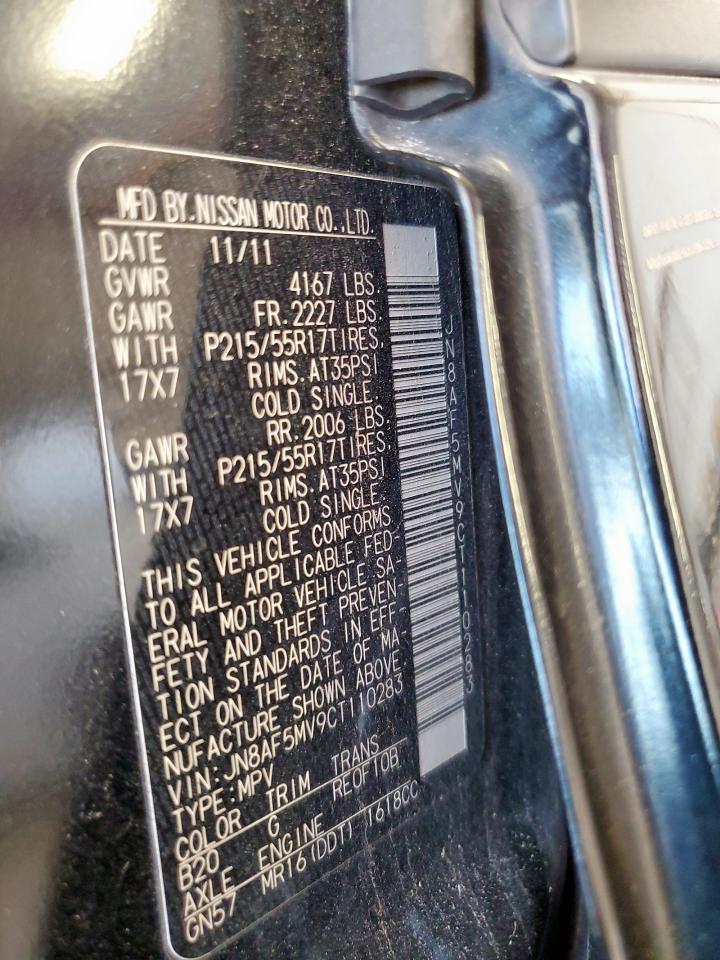 MFD BY.NISSAN MOTOR CO.,LTD.
DATE 11/11
GVWR 4167 LBS.
GAWR FR.2227 LBS.
WITH P215/55R17TIRES,
17X7 RIMS.AT35PSI
COLD SINGLE.
GAWR RR.2006 LBS.
WITH P215/55R17TIRES,
17X7 RIMS.AT35PSI
COLD SINGLE.
THIS VEHICLE CONFORMS
TO ALL APPLICABLE FED-
ERAL MOTOR VEHICLE SA-
FETY AND THEFT PREVEN-
TION STANDARDS IN EFF-
ECT ON THE DATE OF MA-
NUFACTURE SHOWN ABOVE
VIN:JN8AF5MV9CT110283
TYPE:MPV
COLOR TRIM TRANS
B20 G RE0F10B
AXLE ENGINE
GN57 MR16(DDT) 1618CC
JN8AF5MV9CT110283